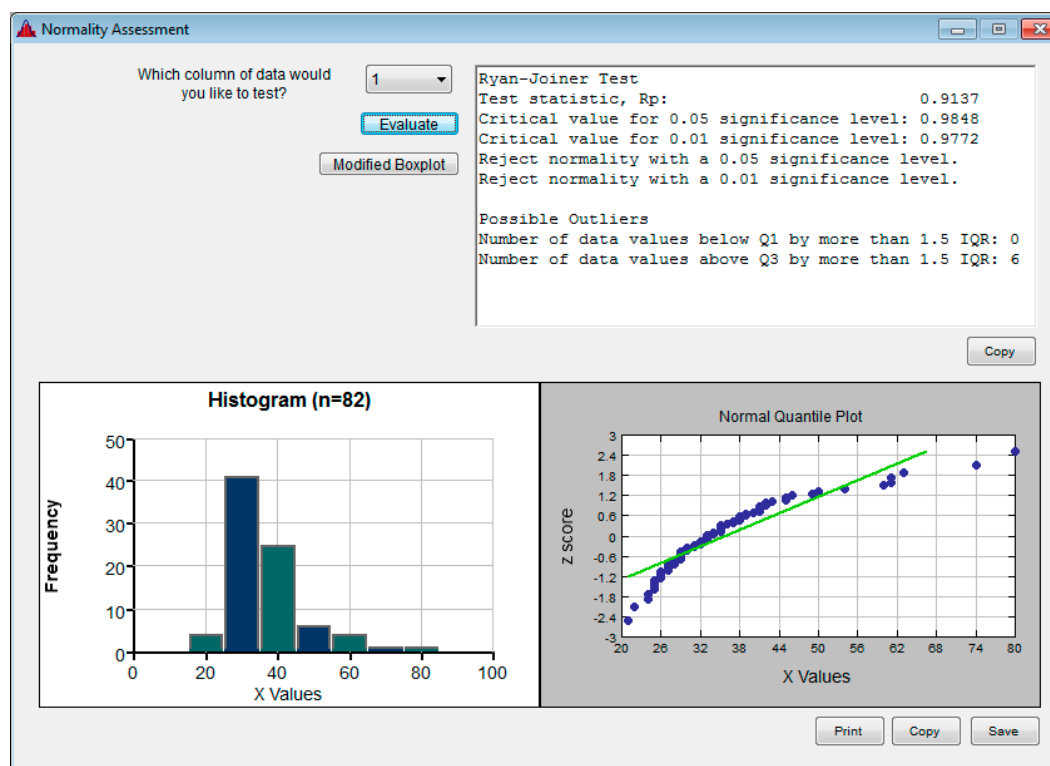 Normality Assessment
Which column of data would
you like to test?
1
Evaluate
Modified Boxplot
Ryan-Joiner Test
Test statistic, Rp: 0.9137
Critical value for 0.05 significance level: 0.9848
Critical value for 0.01 significance level: 0.9772
Reject normality with a 0.05 significance level.
Reject normality with a 0.01 significance level.
Possible Outliers
Number of data values below Q1 by more than 1.5 IQR: 0
Number of data values above Q3 by more than 1.5 IQR: 6
Copy
Histogram (n=82)
Frequency
50
40
30
20
10
0
0 20 40 60 80 100
X Values
Normal Quantile Plot
z score
3
2.4
1.8
1.2
0.6
0
-0.6
-1.2
-1.8
-2.4
-3
20 26 32 38 44 50 56 62 68 74 80
X Values
Print Copy Save